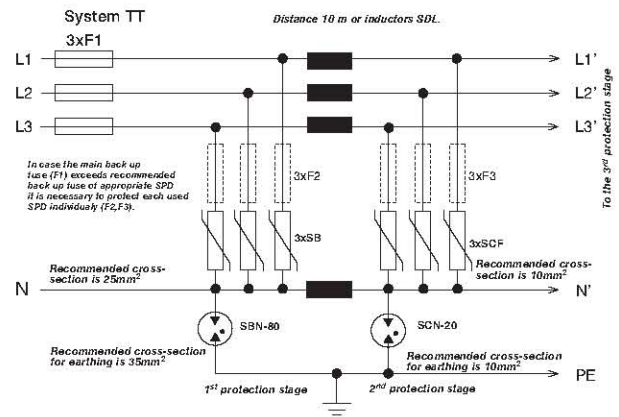 System TT
Distance 10 m or inductors SDL.
3xF1
L1
L1'
L2
L2'
L3
L3'
To the 3rd protection stage
In case the main back up
fuse (F1) exceeds recommended
back up fuse of appropriate SPD
it is necessary to protect each used
SPD individualy (F2,F3).
3xF2
3xF3
3xSB
3xSCF
Recommended cross-
section is 25mm²
Recommended cross-
section is 10mm²
N
N'
SBN-80
SCN-20
Recommended cross-section
for earthing is 35mm²
Recommended cross-section
for earthing is 10mm²
PE
1st protection stage
2nd protection stage